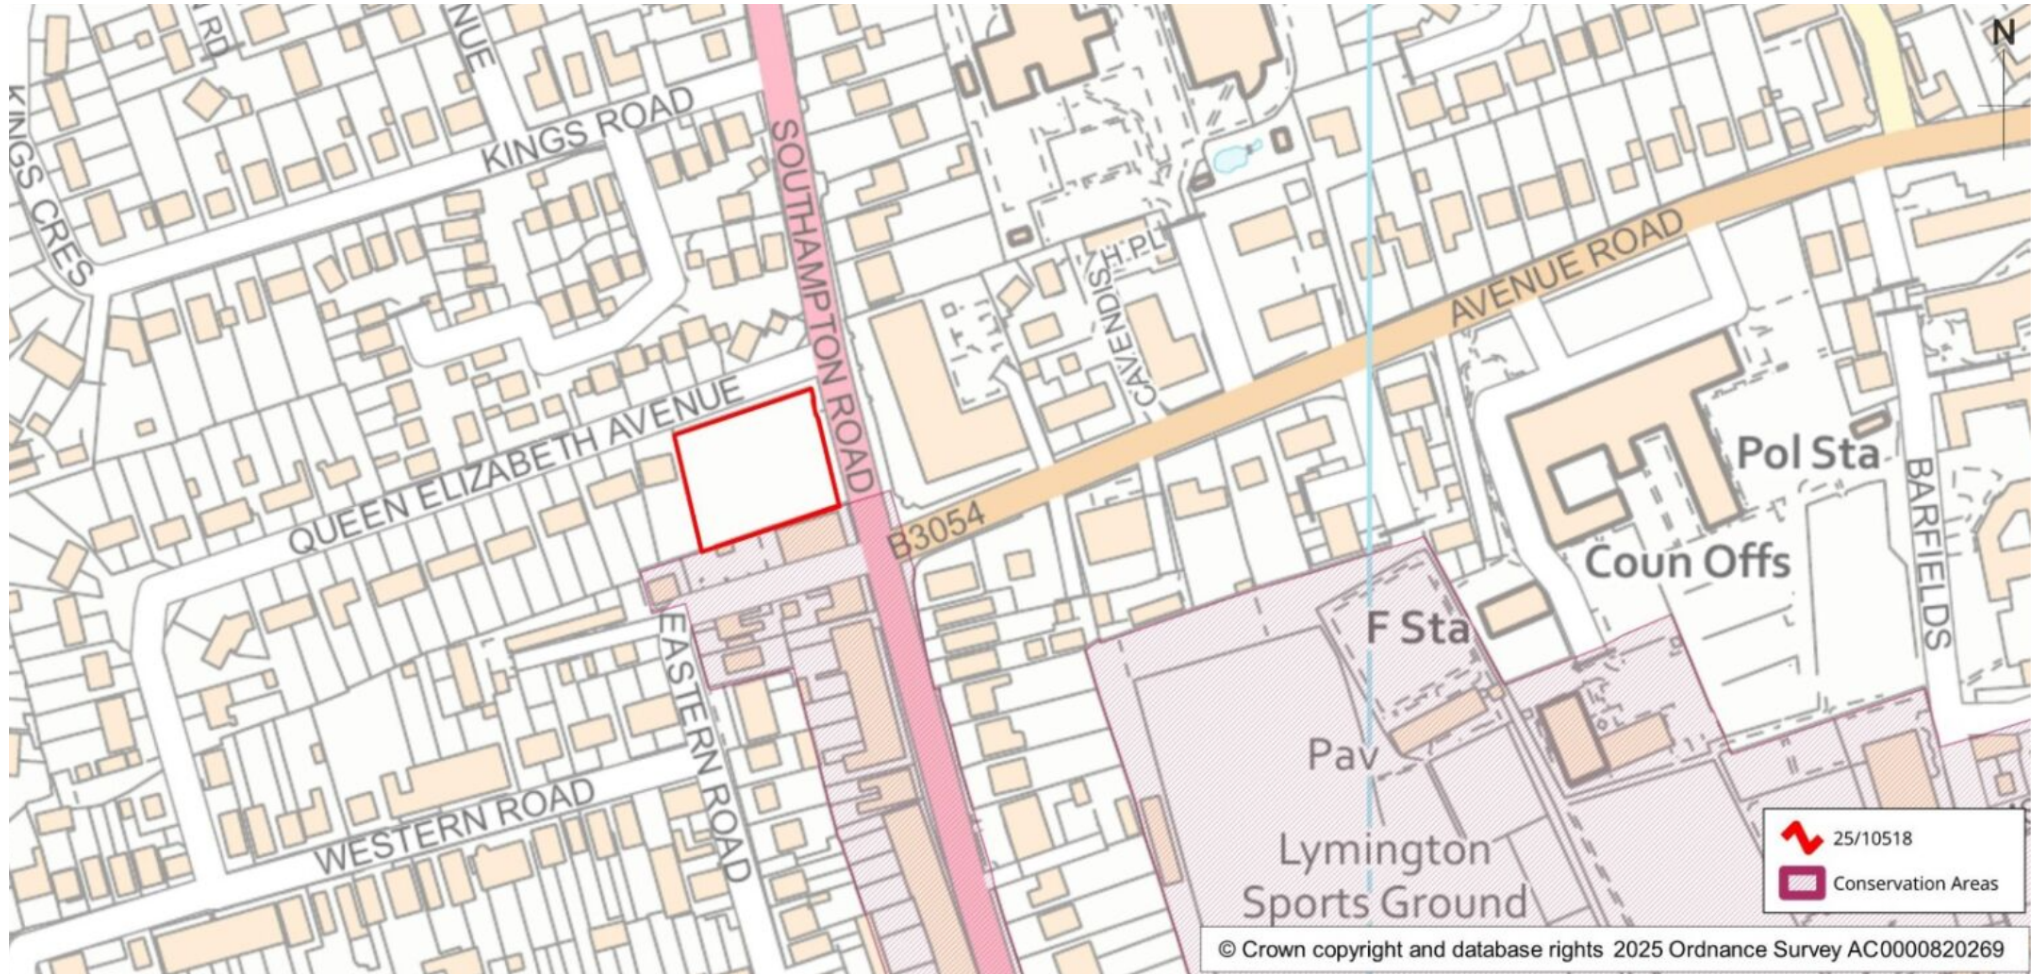 N RD
NUE
N
KINGS ROAD
KINGS CRES
SOUTHAMPTON ROAD
CAVENDISH PL
AVENUE ROAD
QUEEN ELIZABETH AVENUE
B3054
Pol Sta
Coun Offs
BARFIELDS
F Sta
EASTERN ROAD
Pav
WESTERN ROAD
Lymington
Sports Ground
25/10518
Conservation Areas
© Crown copyright and database rights 2025 Ordnance Survey AC0000820269